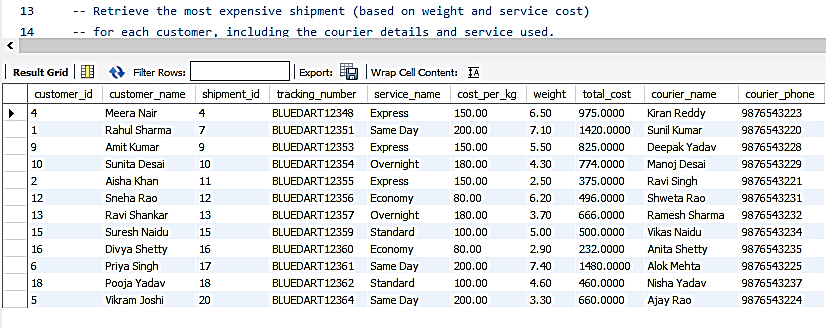 13 -- Retrieve the most expensive shipment (based on weight and service cost)
14 -- for each customer, including the courier details and service used.
Result Grid Filter Rows: Export: Wrap Cell Content:
customer_id customer_name shipment_id tracking_number service_name cost_per_kg weight total_cost courier_name courier_phone
4 Meera Nair 4 BLUEDART12348 Express 150.00 6.50 975.0000 Kiran Reddy 9876543223
1 Rahul Sharma 7 BLUEDART12351 Same Day 200.00 7.10 1420.0000 Sunil Kumar 9876543220
9 Amit Kumar 9 BLUEDART12353 Express 150.00 5.50 825.0000 Deepak Yadav 9876543228
10 Sunita Desai 10 BLUEDART12354 Overnight 180.00 4.30 774.0000 Manoj Desai 9876543229
2 Aisha Khan 11 BLUEDART12355 Express 150.00 2.50 375.0000 Ravi Singh 9876543221
12 Sneha Rao 12 BLUEDART12356 Economy 80.00 6.20 496.0000 Shweta Rao 9876543231
13 Ravi Shankar 13 BLUEDART12357 Overnight 180.00 3.70 666.0000 Ramesh Sharma 9876543232
15 Suresh Naidu 15 BLUEDART12359 Standard 100.00 5.00 500.0000 Vikas Naidu 9876543234
16 Divya Shetty 16 BLUEDART12360 Economy 80.00 2.90 232.0000 Anita Shetty 9876543235
6 Priya Singh 17 BLUEDART12361 Same Day 200.00 7.40 1480.0000 Alok Mehta 9876543225
18 Pooja Yadav 18 BLUEDART12362 Standard 100.00 4.60 460.0000 Nisha Yadav 9876543237
5 Vikram Joshi 20 BLUEDART12364 Same Day 200.00 3.30 660.0000 Ajay Rao 9876543224